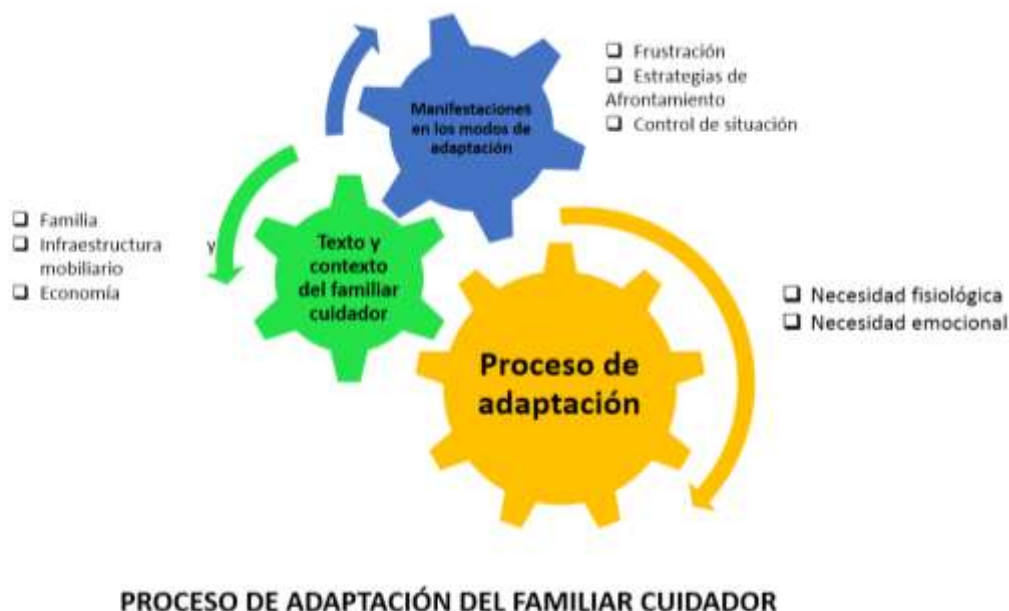 ❑ Frustración
❑ Estrategias de
Afrontamiento
❑ Control de situación
Manifestaciones
en los modos de
adaptación
❑ Familia
❑ Infraestructura y
mobiliario
❑ Economía
Texto y
contexto
del familiar
cuidador
❑ Necesidad fisiológica
❑ Necesidad emocional
Proceso de
adaptación
PROCESO DE ADAPTACIÓN DEL FAMILIAR CUIDADOR